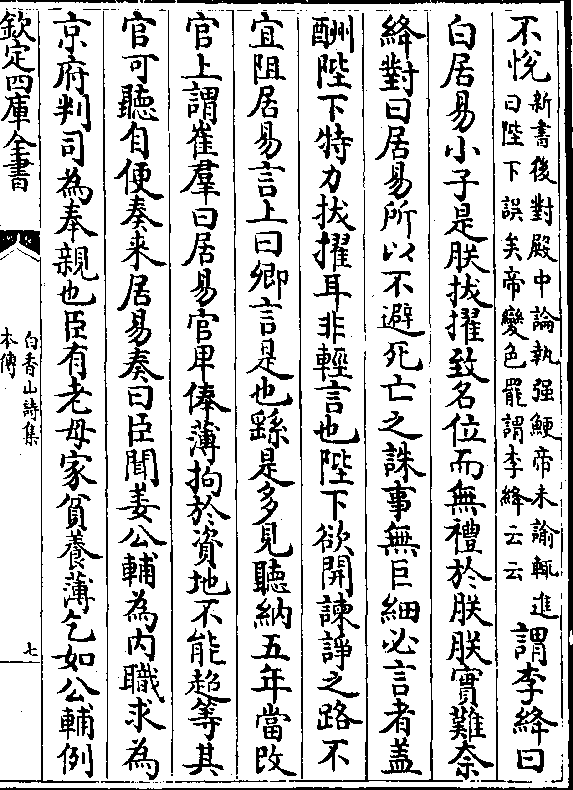 不悅新書後對殿中論執强鯁帝未諭輒進曰陛下誤矣帝變色罷謂李絳云云謂李絳曰
白居易小子是朕拔擢致名位而無禮於朕朕實難奈
絳對曰居易所以不避死亡之誅事無巨細必言者蓋
酬陛下特力拔擢耳非輕言也陛下欲開諫諍之路不
宜阻居易言上曰卿言是也繇是多見聽納五年當改
官上謂崔羣曰居易官卑俸薄拘於資地不能超等其
官可聽自便奏来居易奏曰臣聞姜公輔為内職求為
京府判司為奉親也臣有老母家貧養薄乞如公輔例
欽定四庫全書
白香山詩集
本傳
七